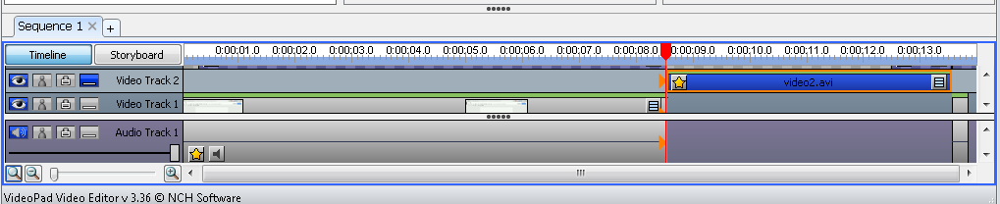 Sequence 1
Timeline Storyboard 0:00:01.0 0:00:02.0 0:00:03.0 0:00:04.0 0:00:05.0 0:00:06.0 0:00:07.0 0:00:08.0 0:00:09.0 0:00:10.0 0:00:11.0 0:00:12.0 0:00:13.0
Video Track 2 video2.avi
Video Track 1
Audio Track 1
VideoPad Video Editor v 3.36 © NCH Software